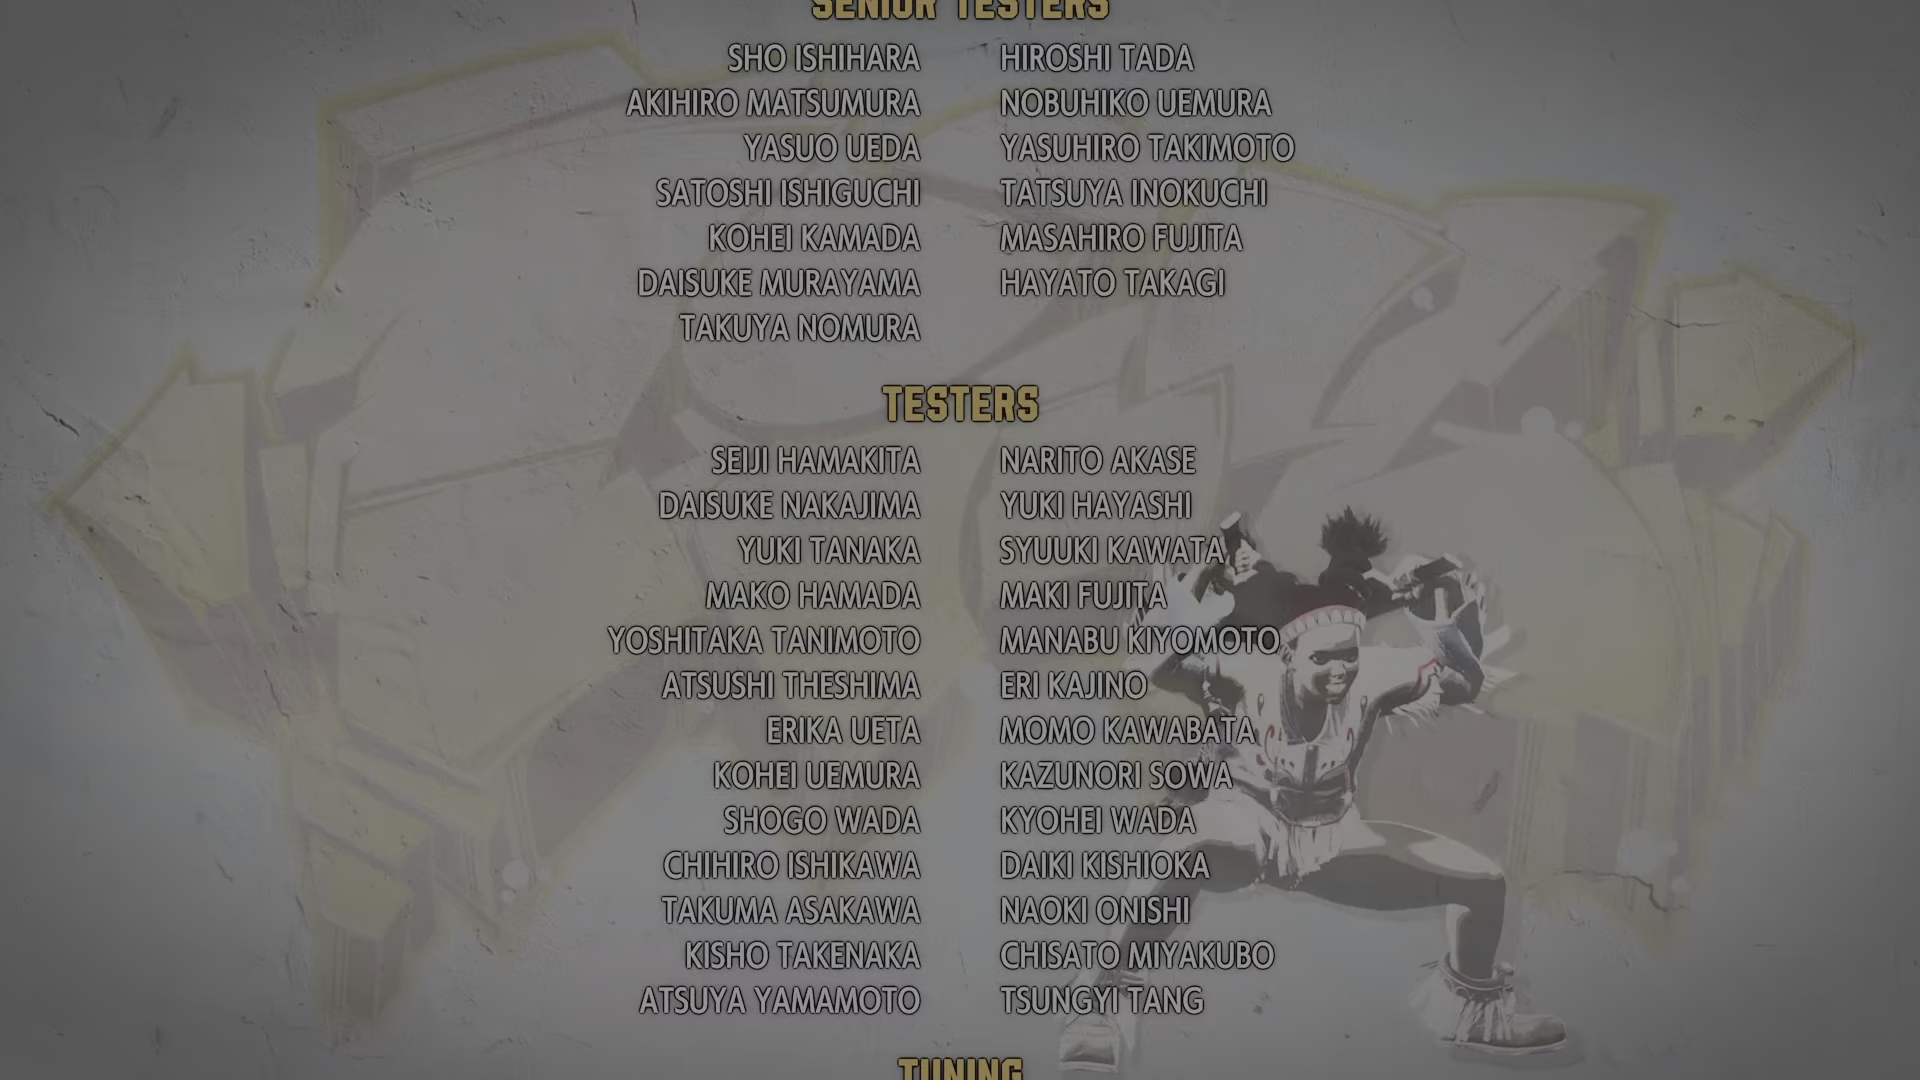 SENIOR TESTERS
SHO ISHIHARA HIROSHI TADA
AKIHIRO MATSUMURA NOBUHIKO UEMURA
YASUO UEDA YASUHIRO TAKIMOTO
SATOSHI ISHIGUCHI TATSUYA INOKUCHI
KOHEI KAMADA MASAHIRO FUJITA
DAISUKE MURAYAMA HAYATO TAKAGI
TAKUYA NOMURA
TESTERS
SEIJI HAMAKITA NARITO AKASE
DAISUKE NAKAJIMA YUKI HAYASHI
YUKI TANAKA SYUUKI KAWATA
MAKO HAMADA MAKI FUJITA
YOSHITAKA TANIMOTO MANABU KIYOMOTO
ATSUSHI THESHIMA ERI KAJINO
ERIKA UETA MOMO KAWABATA
KOHEI UEMURA KAZUNORI SOWA
SHOGO WADA KYOHEI WADA
CHIHIRO ISHIKAWA DAIKI KISHIOKA
TAKUMA ASAKAWA NAOKI ONISHI
KISHO TAKENAKA CHISATO MIYAKUBO
ATSUYA YAMAMOTO TSUNGYI TANG
TUNING